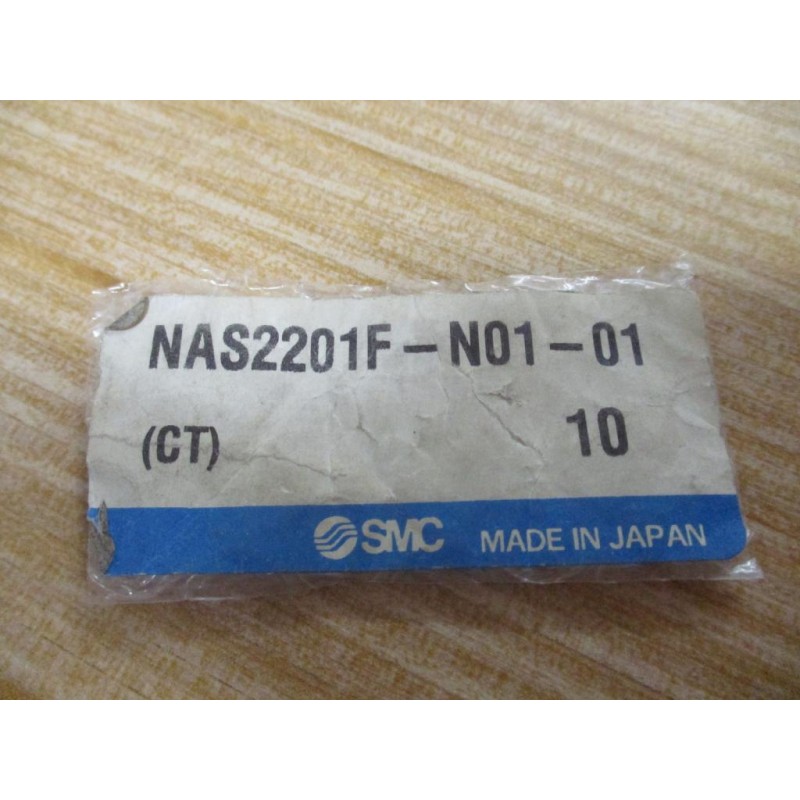 NAS2201F-N01-01
(CT) 10
SMC MADE IN JAPAN